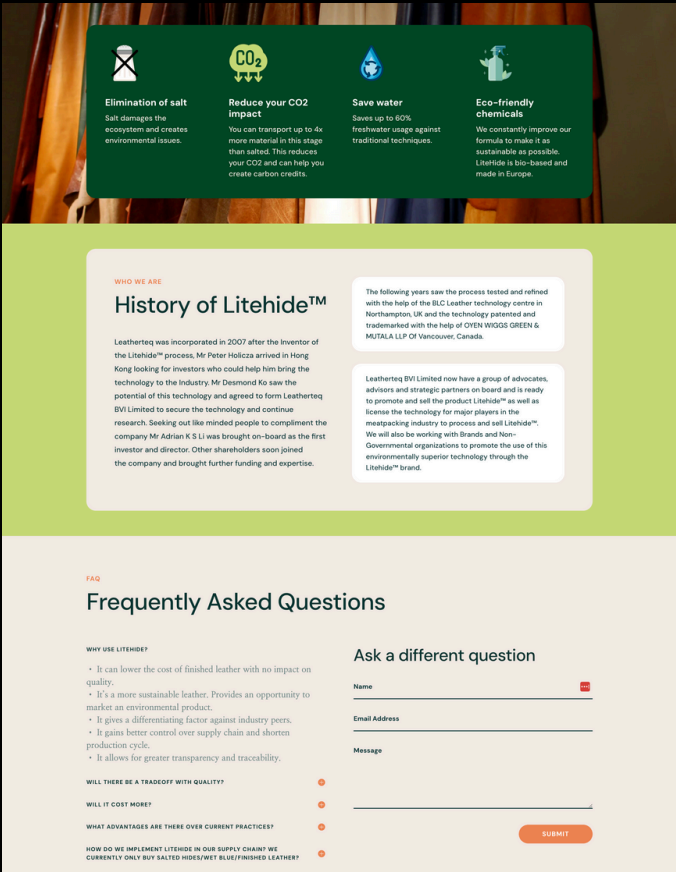 CO₂
Elimination of salt
Salt damages the
ecosystem and creates
environmental issues.
Reduce your CO2
impact
You can transport up to 4x
more material in this stage
than salted. This reduces
your CO2 and can help you
create carbon credits.
Save water
Saves up to 60%
freshwater usage against
traditional techniques.
Eco-friendly
chemicals
We constantly improve our
formula to make it as
sustainable as possible.
LiteHide is bio-based and
made in Europe.
WHO WE ARE
History of Litehide™
Leatherteq was incorporated in 2007 after the Inventor of
the Litehide™ process, Mr Peter Holicza arrived in Hong
Kong looking for investors who could help him bring the
technology to the Industry. Mr Desmond Ko saw the
potential of this technology and agreed to form Leatherteq
BVI Limited to secure the technology and continue
research. Seeking out like minded people to compliment the
company Mr Adrian K S Li was brought on-board as the first
investor and director. Other shareholders soon joined
the company and brought further funding and expertise.
The following years saw the process tested and refined
with the help of the BLC Leather technology centre in
Northampton, UK and the technology patented and
trademarked with the help of OYEN WIGGS GREEN &
MUTALA LLP Of Vancouver, Canada.
Leatherteq BVI Limited now have a group of advocates,
advisors and strategic partners on board and is ready
to promote and sell the product Litehide™ as well as
license the technology for major players in the
meatpacking industry to process and sell Litehide™.
We will also be working with Brands and Non-
Governmental organizations to promote the use of this
environmentally superior technology through the
Litehide™ brand.
FAQ
Frequently Asked Questions
WHY USE LITEHIDE?
• It can lower the cost of finished leather with no impact on
quality.
• It's a more sustainable leather. Provides an opportunity to
market an environmental product.
• It gives a differentiating factor against industry peers.
• It gains better control over supply chain and shorten
production cycle.
• It allows for greater transparency and traceability.
WILL THERE BE A TRADEOFF WITH QUALITY?
WILL IT COST MORE?
WHAT ADVANTAGES ARE THERE OVER CURRENT PRACTICES?
HOW DO WE IMPLEMENT LITEHIDE IN OUR SUPPLY CHAIN? WE
CURRENTLY ONLY BUY SALTED HIDES/WET BLUE/FINISHED LEATHER?
Ask a different question
Name
Email Address
Message
SUBMIT